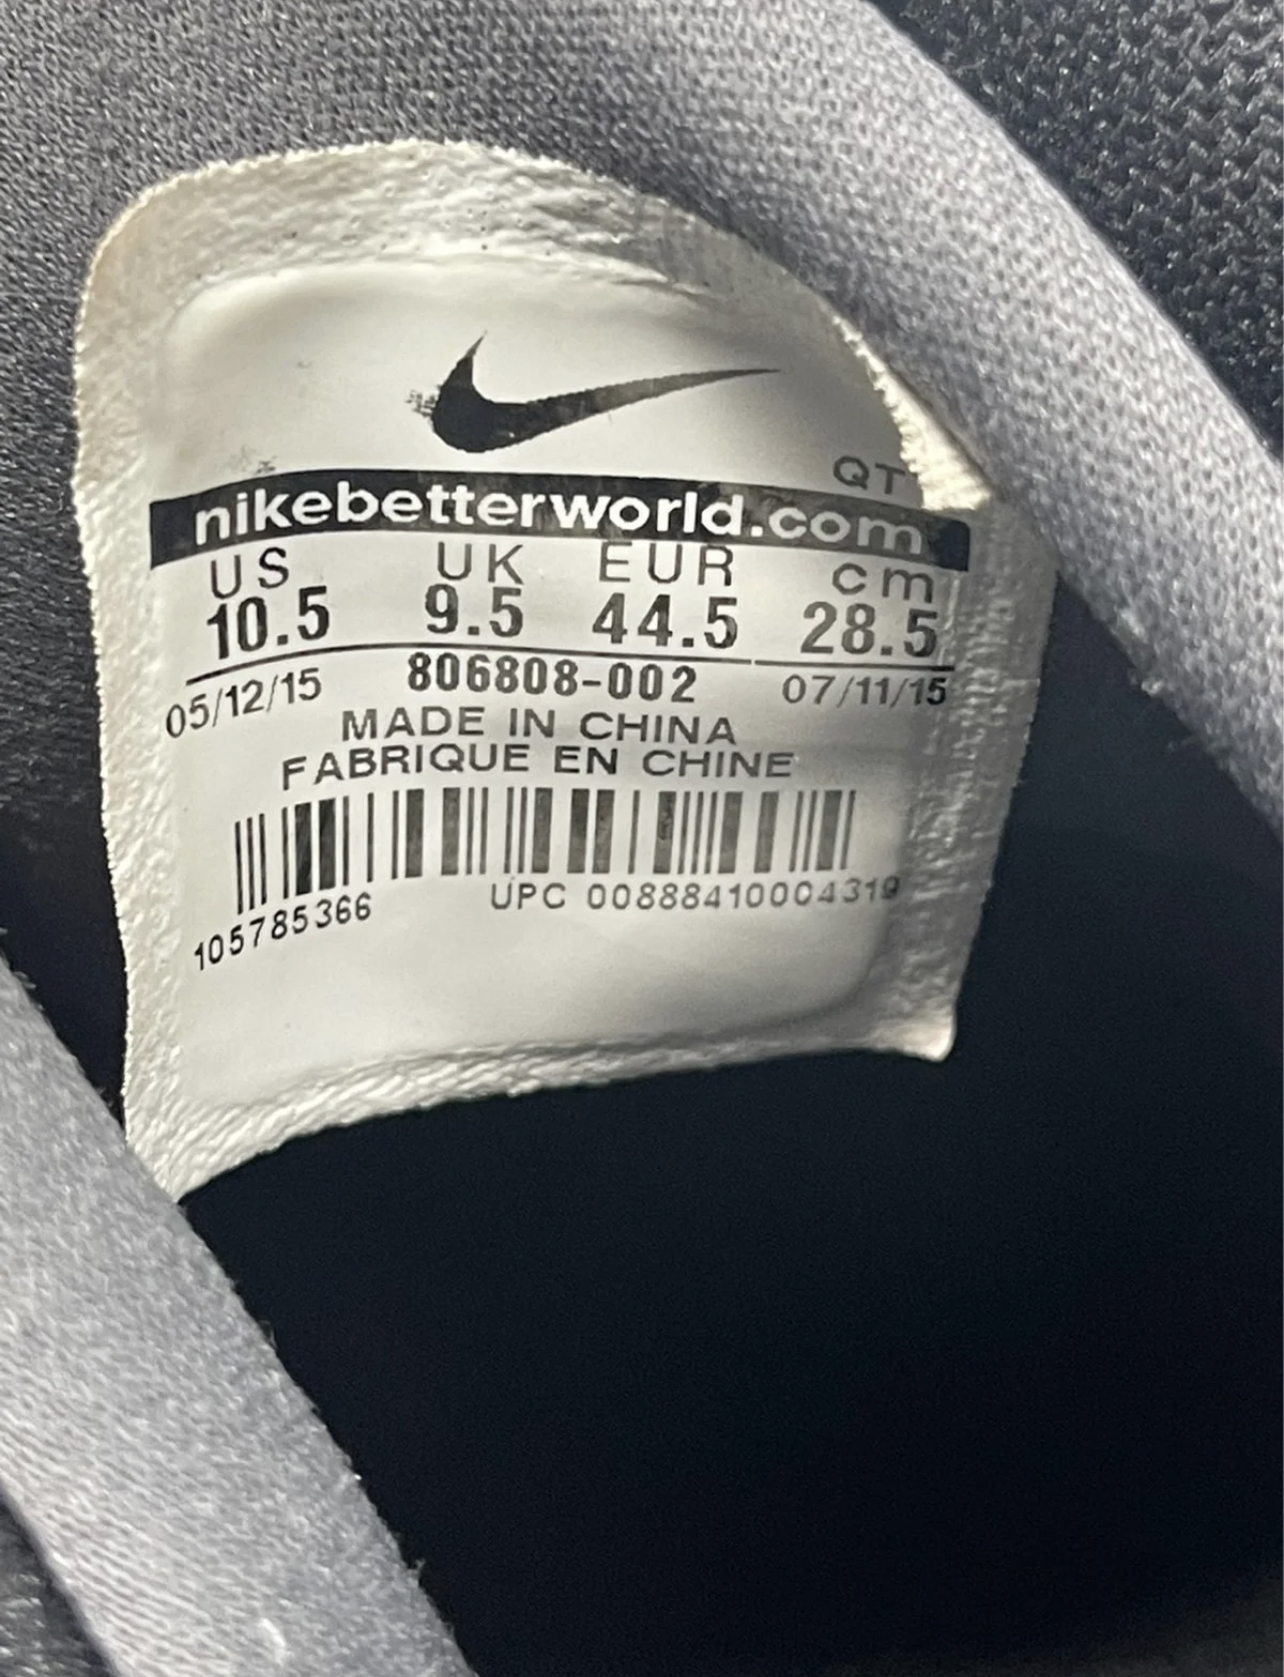 QT
nikebetterworld.com
US UK EUR cm
10.5 9.5 44.5 28.5
05/12/15 806808-002 07/11/15
MADE IN CHINA
FABRIQUE EN CHINE
105785366 UPC 00888410004319